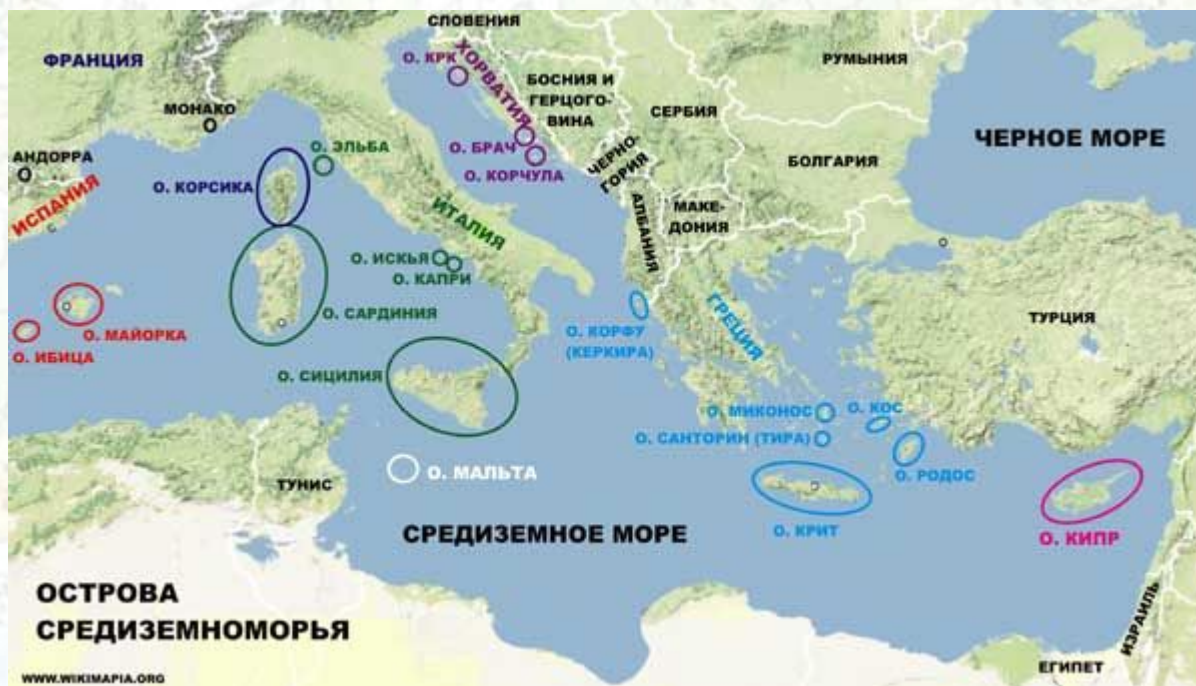 СЛОВЕНИЯ
ФРАНЦИЯ
О. КРК
ХОРВАТИЯ
РУМЫНИЯ
БОСНИЯ И
ГЕРЦОГО-
ВИНА
СЕРБИЯ
МОНАКО
ЧЕРНОЕ МОРЕ
АНДОРРА
О. ЭЛЬБА
О. БРАЧ
О. КОРЧУЛА
ЧЕРНО-
ГОРИЯ
БОЛГАРИЯ
ИСПАНИЯ
О. КОРСИКА
ИТАЛИЯ
АЛБАНИЯ
МАКЕ-
ДОНИЯ
О. ИСКЬЯ
О. КАПРИ
О. САРДИНИЯ
О. МАЙОРКА
О. ИБИЦА
О. КОРФУ
(КЕРКИРА)
ГРЕЦИЯ
ТУРЦИЯ
О. СИЦИЛИЯ
О. МИКОНОС
О. КОС
О. САНТОРИН (ТИРА)
О. РОДОС
О. МАЛЬТА
ТУНИС
СРЕДИЗЕМНОЕ МОРЕ
О. КРИТ
О. КИПР
ОСТРОВА
СРЕДИЗЕМНОМОРЬЯ
ИЗРАИЛЬ
ЕГИПЕТ
WWW.WIKIMAPIA.ORG